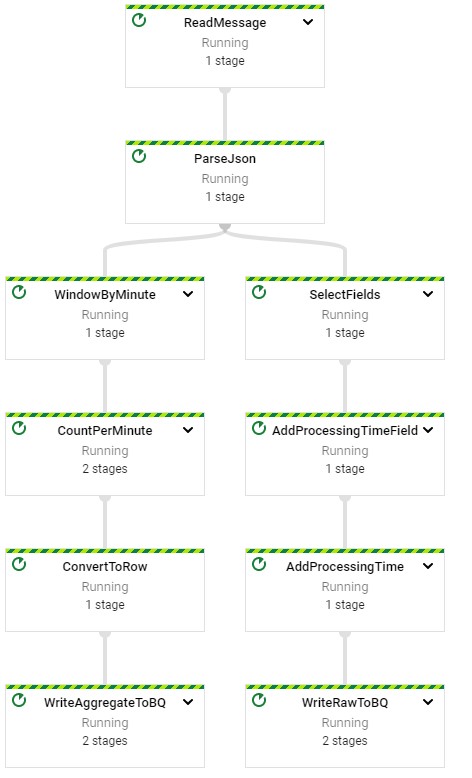 ReadMessage
Running
1 stage
ParseJson
Running
1 stage
WindowByMinute
Running
1 stage
SelectFields
Running
1 stage
CountPerMinute
Running
2 stages
AddProcessingTimeField
Running
1 stage
ConvertToRow
Running
1 stage
AddProcessingTime
Running
1 stage
WriteAggregateToBQ
Running
2 stages
WriteRawToBQ
Running
2 stages